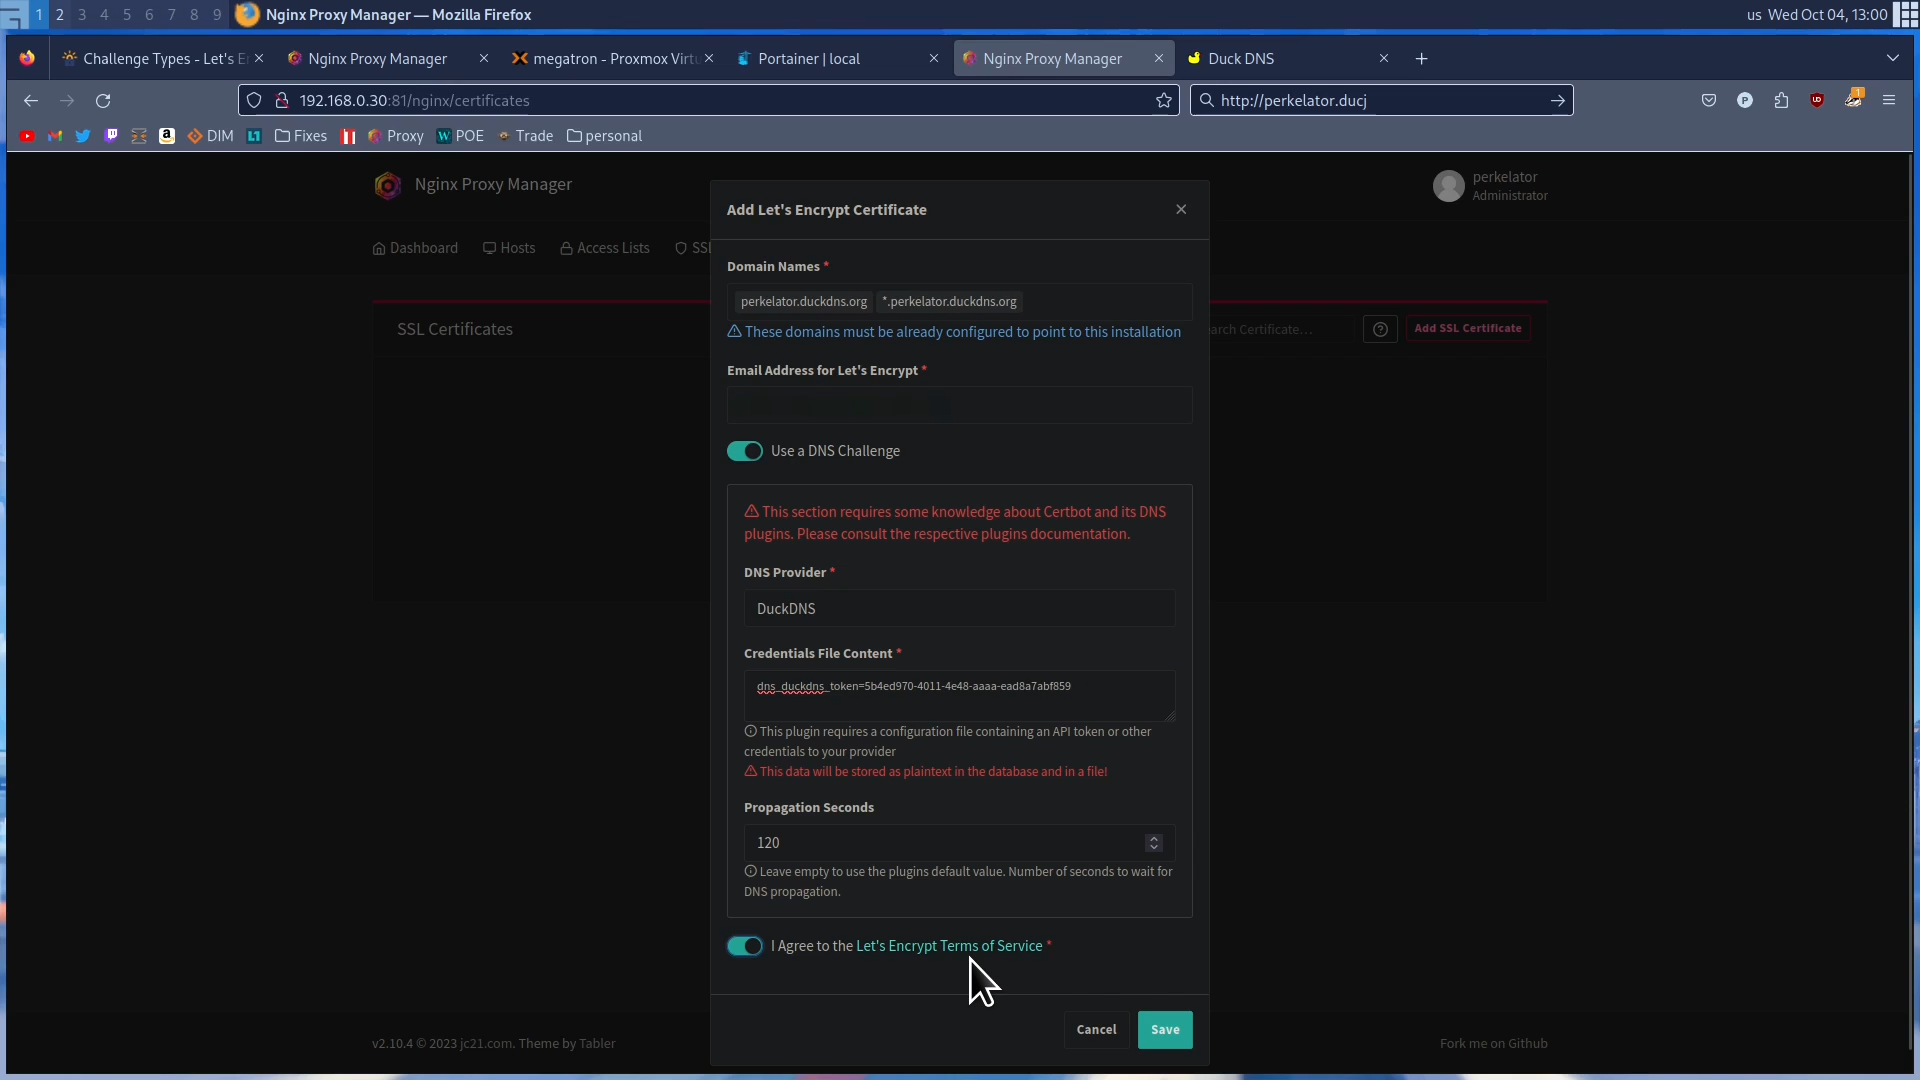 1 2 3 4 5 6 7 8 9 Nginx Proxy Manager — Mozilla Firefox us Wed Oct 04, 13:00
Challenge Types - Let's E Nginx Proxy Manager megatron - Proxmox Virtu Portainer | local Nginx Proxy Manager Duck DNS
192.168.0.30:81/nginx/certificates http://perkelator.ducj
DIM L1 Fixes Proxy W POE Trade personal
Nginx Proxy Manager
perkelator
Administrator
Dashboard Hosts Access Lists SSL
SSL Certificates
arch Certificate...
Add SSL Certificate
Add Let's Encrypt Certificate
Domain Names *
perkelator.duckdns.org *.perkelator.duckdns.org
These domains must be already configured to point to this installation
Email Address for Let's Encrypt *
Use a DNS Challenge
This section requires some knowledge about Certbot and its DNS
plugins. Please consult the respective plugins documentation.
DNS Provider *
DuckDNS
Credentials File Content *
dns_duckdns_token=5b4ed970-4011-4e48-aaaa-ead8a7abf859
This plugin requires a configuration file containing an API token or other
credentials to your provider
This data will be stored as plaintext in the database and in a file!
Propagation Seconds
120
Leave empty to use the plugins default value. Number of seconds to wait for
DNS propagation.
I Agree to the Let's Encrypt Terms of Service *
Cancel Save
v2.10.4 © 2023 jc21.com. Theme by Tabler
Fork me on Github